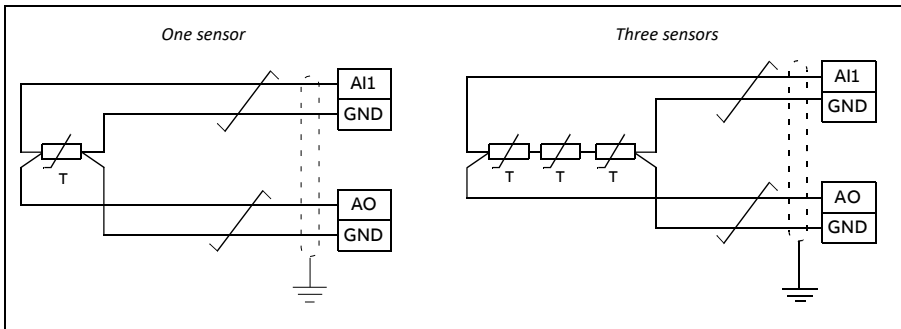 One sensor
AI1
GND
T
AO
GND
Three sensors
AI1
GND
T T T
AO
GND